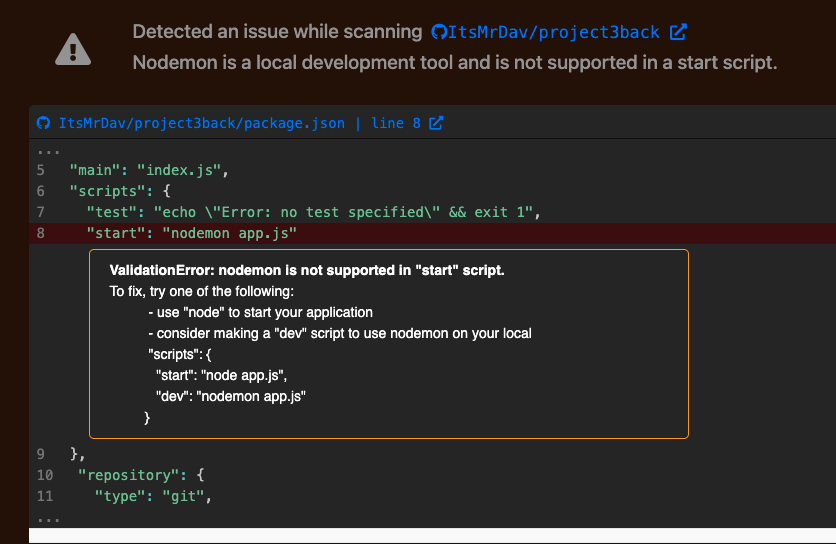 Detected an issue while scanning ItsMrDav/project3back
Nodemon is a local development tool and is not supported in a start script.
ItsMrDav/project3back/package.json | line 8
...
5 "main": "index.js",
6 "scripts": {
7 "test": "echo \"Error: no test specified\" && exit 1",
8 "start": "nodemon app.js"
ValidationError: nodemon is not supported in "start" script.
To fix, try one of the following:
- use "node" to start your application
- consider making a "dev" script to use nodemon on your local
"scripts": {
"start": "node app.js",
"dev": "nodemon app.js"
}
9 },
10 "repository": {
11 "type": "git",
...